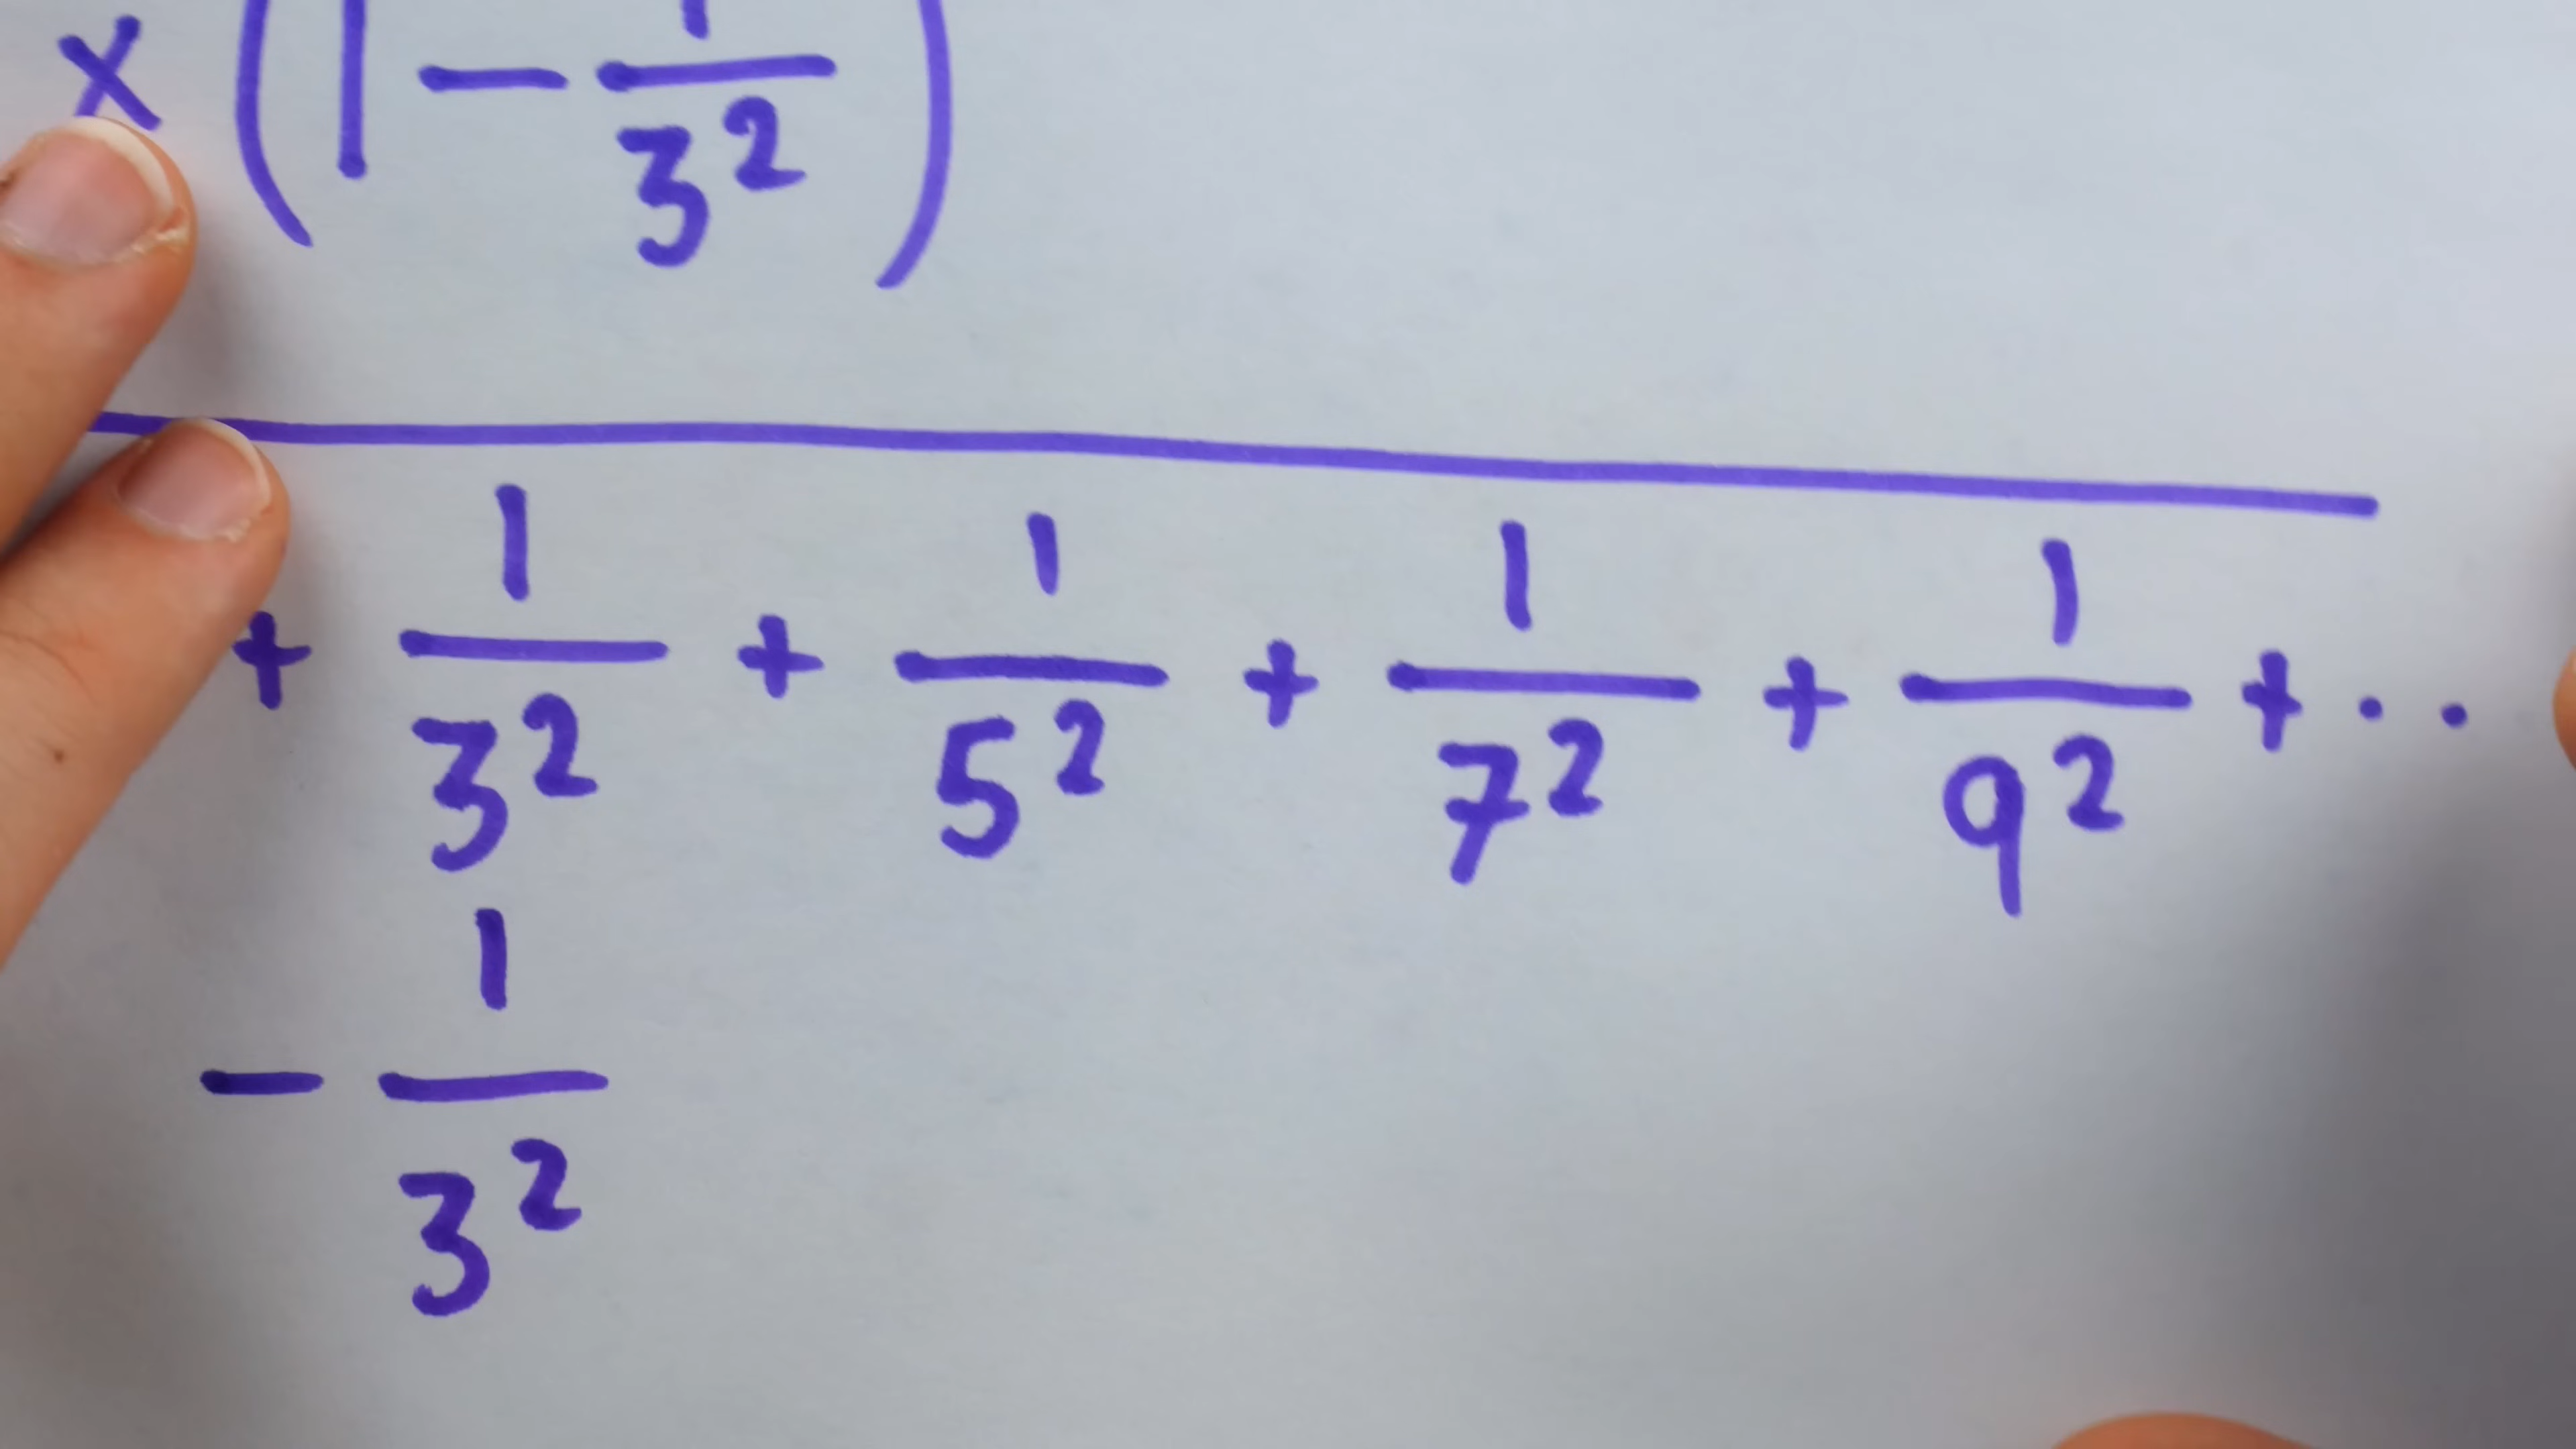 × (1 - 1/3²)
+ 1/3² + 1/5² + 1/7² + 1/9² + ··
- 1/3²